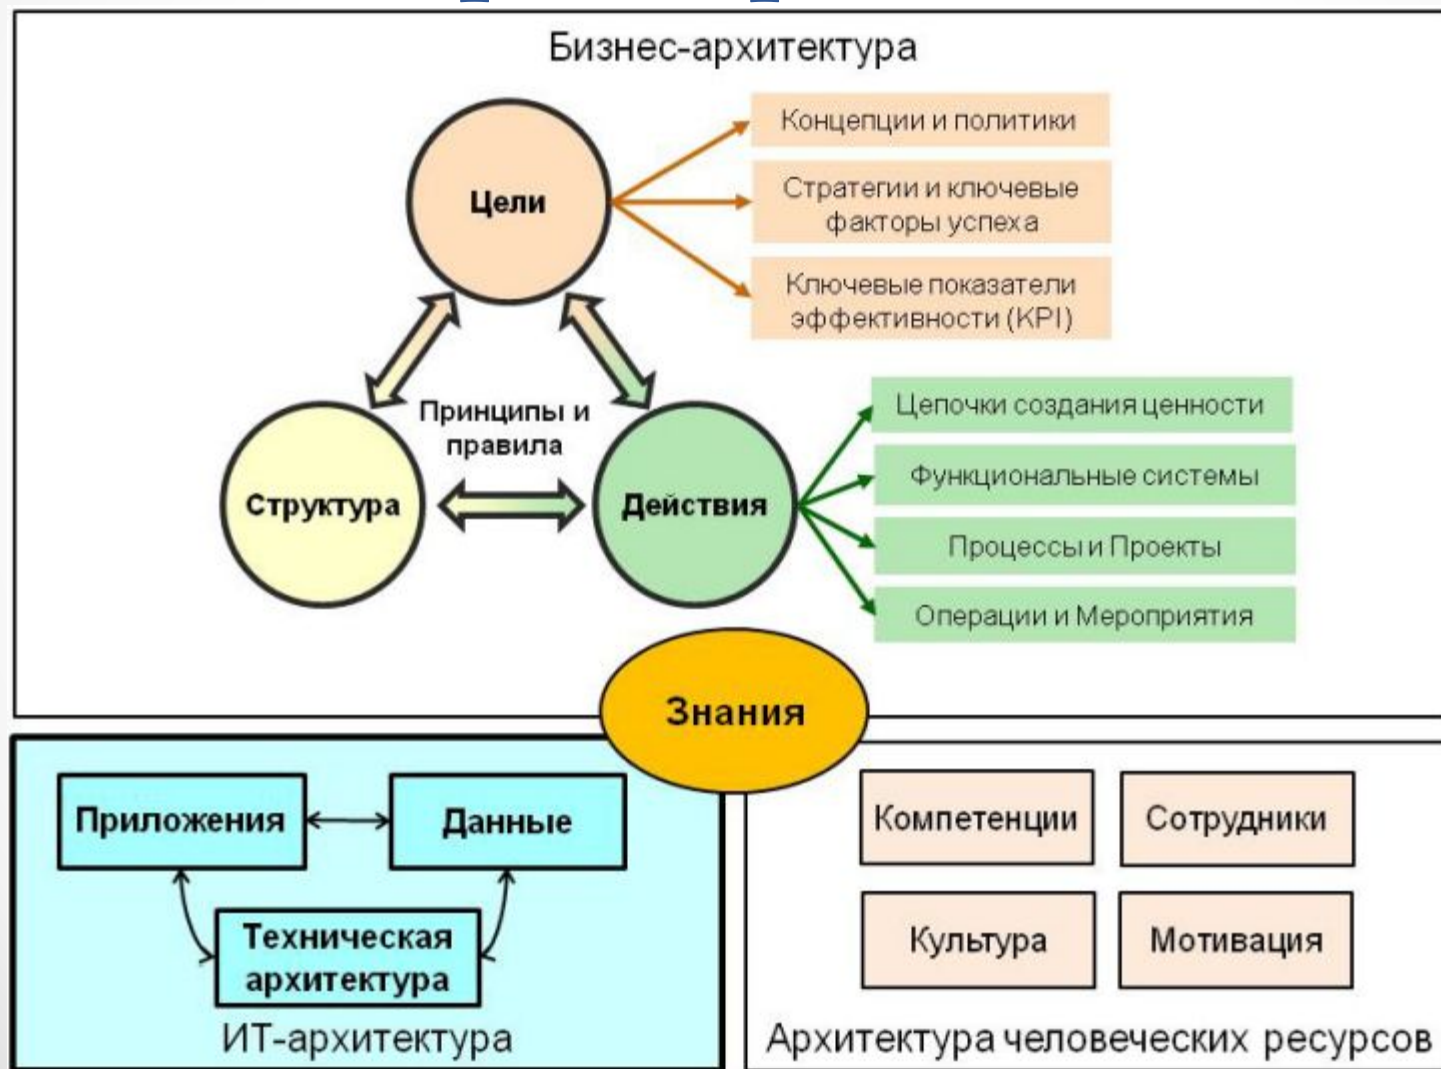 Бизнес-архитектура
Цели
Концепции и политики
Стратегии и ключевые
факторы успеха
Ключевые показатели
эффективности (KPI)
Принципы и
правила
Структура
Действия
Цепочки создания ценности
Функциональные системы
Процессы и Проекты
Операции и Мероприятия
Знания
Приложения
Данные
Техническая
архитектура
ИТ-архитектура
Компетенции
Сотрудники
Культура
Мотивация
Архитектура человеческих ресурсов